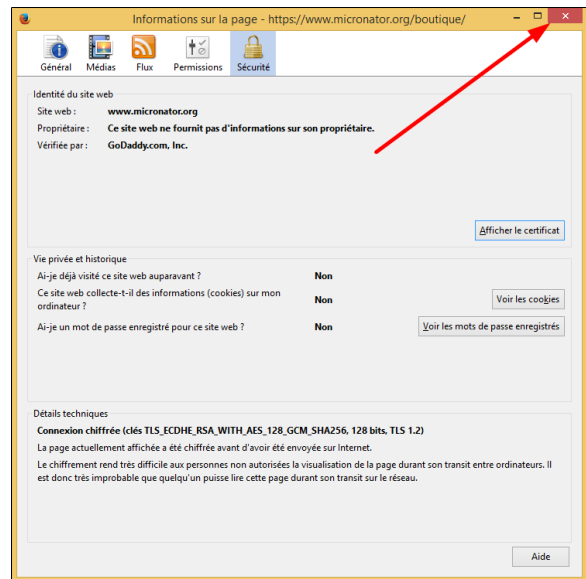 Informations sur la page - https://www.micronator.org/boutique/
Général Médias Flux Permissions Sécurité
Identité du site web
Site web : www.micronator.org
Propriétaire : Ce site web ne fournit pas d'informations sur son propriétaire.
Vérifiée par : GoDaddy.com, Inc.
Afficher le certificat
Vie privée et historique
Ai-je déjà visité ce site web auparavant ? Non
Ce site web collecte-t-il des informations (cookies) sur mon
ordinateur ? Non Voir les cookies
Ai-je un mot de passe enregistré pour ce site web ? Non Voir les mots de passe enregistrés
Détails techniques
Connexion chiffrée (clés TLS_ECDHE_RSA_WITH_AES_128_GCM_SHA256, 128 bits, TLS 1.2)
La page actuellement affichée a été chiffrée avant d'avoir été envoyée sur Internet.
Le chiffrement rend très difficile aux personnes non autorisées la visualisation de la page durant son transit entre ordinateurs. Il
est donc très improbable que quelqu'un puisse lire cette page durant son transit sur le réseau.
Aide